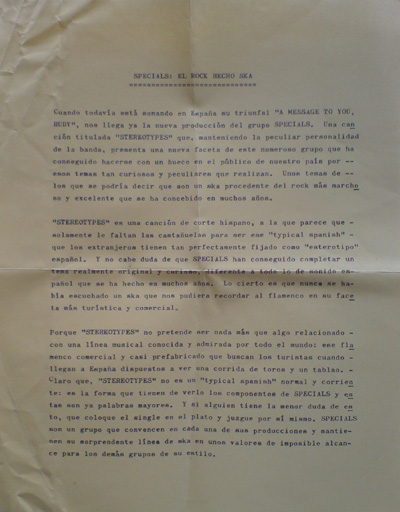 SPECIALS: EL ROCK HECHO SKA
===========================
Cuando todavía está sonando en España su triunfal "A MESSAGE TO YOU,
RUDY", nos llega ya la nueva producción del grupo SPECIALS. Una can
ción titulada "STEREOTYPES" que, manteniendo la peculiar personalidad
de la banda, presenta una nueva faceta de este numeroso grupo que ha
conseguido hacerse con un hueco en el público de nuestro país por --
esos temas tan curiosos y peculiares que realizan. Unos temas de --
los que se podría decir que son un ska procedente del rock más marcho
so y excelente que se ha concebido en muchos años.
"STEREOTYPES" es una canción de corte hispano, a la que parece que -
solamente le faltan las castañuelas para ser ese "typical spanish" -
que los extranjeros tienen tan perfectamente fijado como "esterotipo"
español. Y no cabe duda de que SPECIALS han conseguido completar un
tema realmente original y curioso, diferente a todo lo de sonido es-
pañol que se ha hecho en muchos años. Lo cierto es que nunca se ha-
bía escuchado un ska que nos pudiera recordar al flamenco en su face
ta más turística y comercial.
Porque "STEREOTYPES" no pretende ser nada más que algo relacionado -
con una línea musical conocida y admirada por todo el mundo: ese fla
menco comercial y casi prefabricado que buscan los turistas cuando -
llegan a España dispuestos a ver una corrida de toros y un tablao. -
Claro que, "STEREOTYPES" no es un "typical spanish" normal y corrien
te: es la forma que tienen de verlo los componentes de SPECIALS y es
tas son ya palabras mayores. Y si alguien tiene la menor duda de es
to, que coloque el single en el plato y juzgue por sí mismo. SPECIALS
son un grupo que convencen en cada una de sus producciones y mantie-
nen su sorprendente línea de ska en unos valores de imposible alcan-
ce para los demás grupos de su estilo.